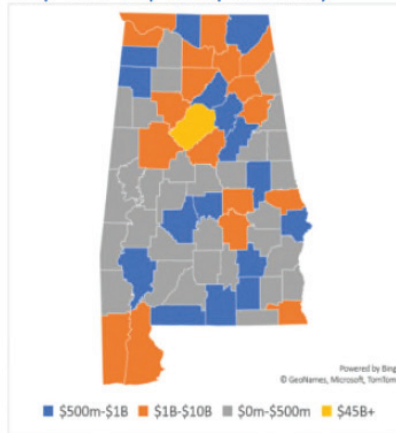 Powered by Bing
© GeoNames, Microsoft, TomTom
$500m-$1B $1B-$10B $0m-$500m $45B+